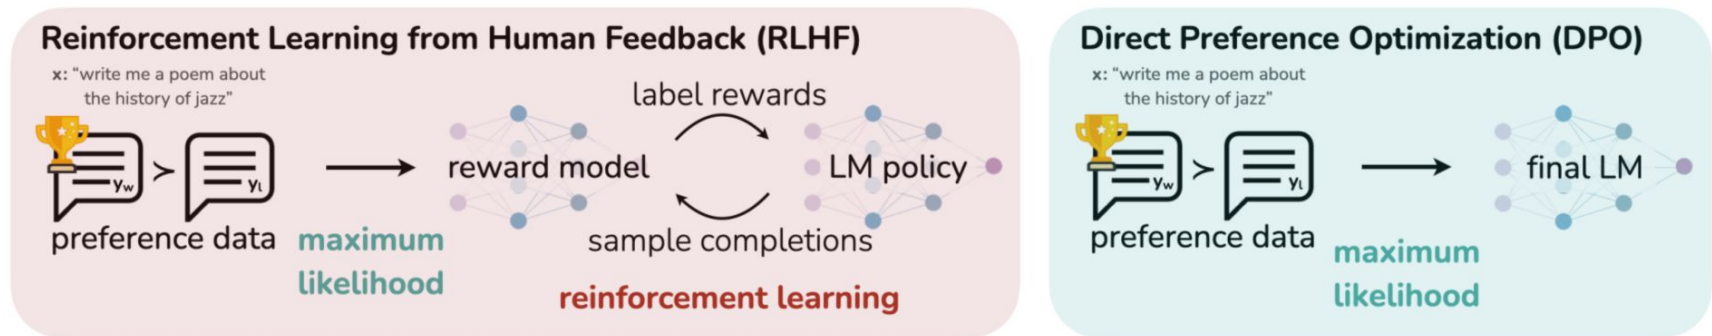 Reinforcement Learning from Human Feedback (RLHF)
x: “write me a poem about
the history of jazz”
label rewards
yw
>
yl
reward model
LM policy
preference data
maximum
likelihood
sample completions
reinforcement learning
Direct Preference Optimization (DPO)
x: “write me a poem about
the history of jazz”
yw
>
yl
final LM
preference data
maximum
likelihood